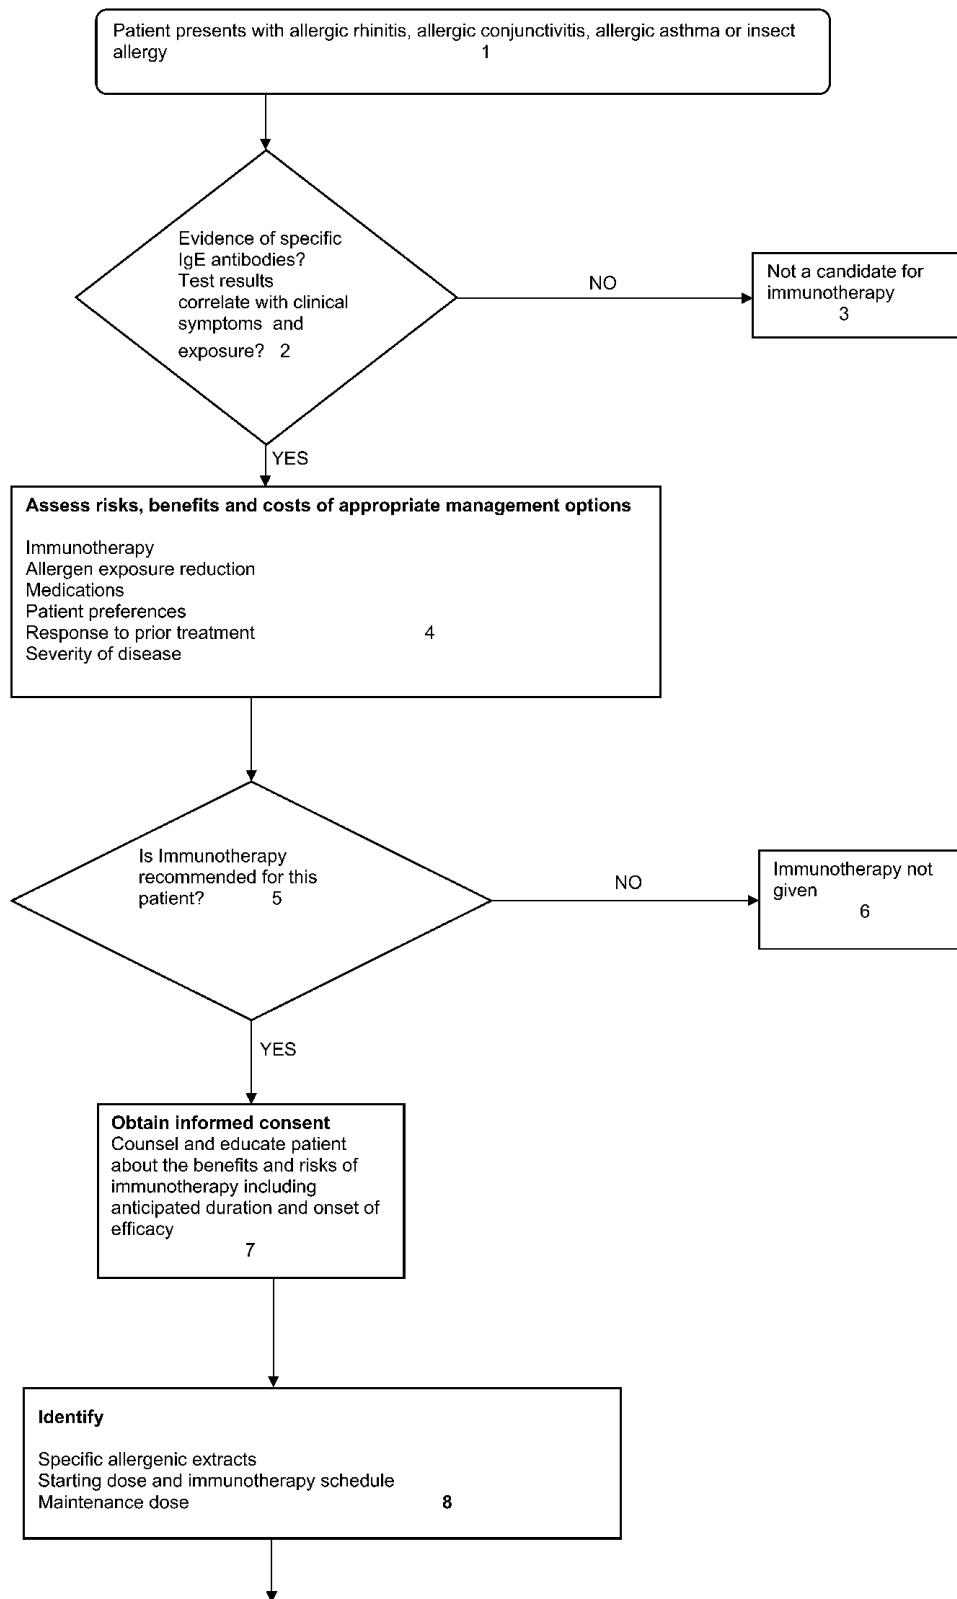 Patient presents with allergic rhinitis, allergic conjunctivitis, allergic asthma or insect
allergy 1
Evidence of specific
IgE antibodies?
Test results
correlate with clinical
symptoms and
exposure? 2
NO
Not a candidate for
immunotherapy
3
YES
Assess risks, benefits and costs of appropriate management options
Immunotherapy
Allergen exposure reduction
Medications
Patient preferences
Response to prior treatment 4
Severity of disease
Is Immunotherapy
recommended for this
patient? 5
NO
Immunotherapy not
given
6
YES
Obtain informed consent
Counsel and educate patient
about the benefits and risks of
immunotherapy including
anticipated duration and onset of
efficacy
7
Identify
Specific allergenic extracts
Starting dose and immunotherapy schedule
Maintenance dose 8